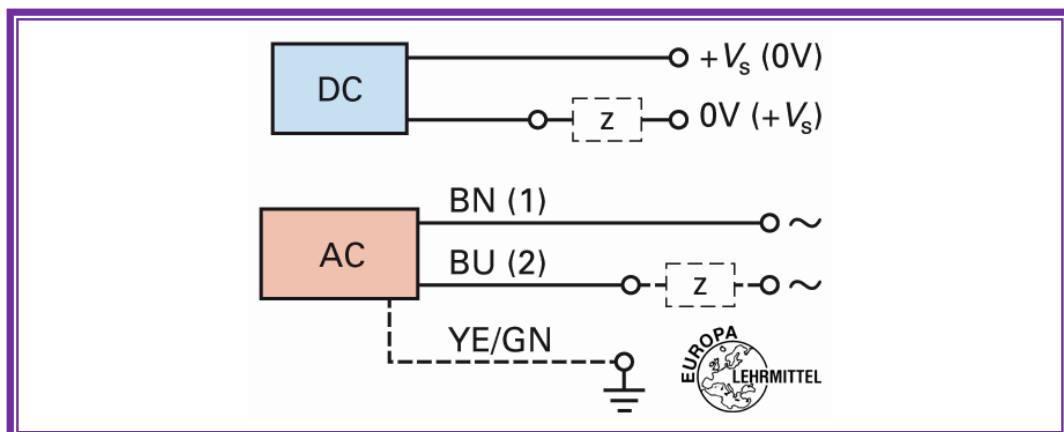 DC
+Vs (0V)
z
0V (+Vs)
AC
BN (1)
~
BU (2)
z
~
YE/GN
EUROPA
LEHRMITTEL